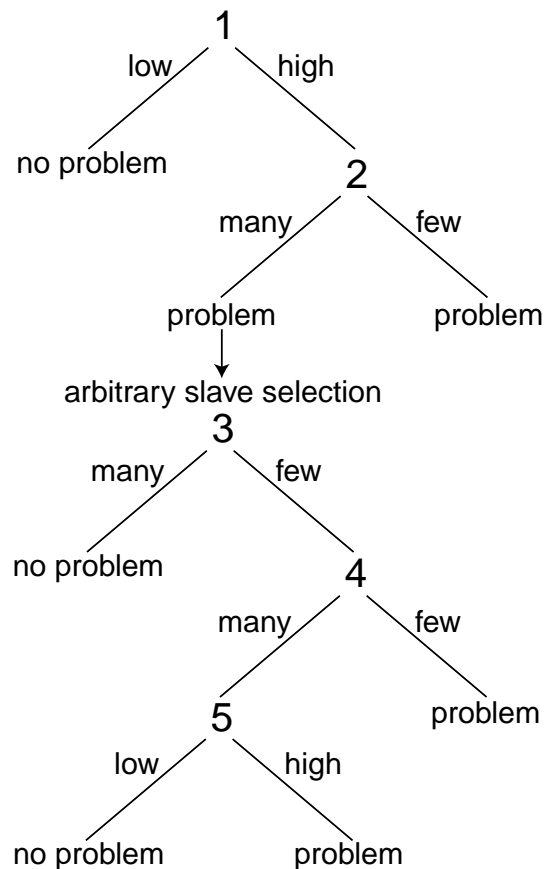 1
low high
no problem
2
many few
problem problem
arbitrary slave selection
3
many few
no problem
4
many few
problem
5
low high
no problem problem